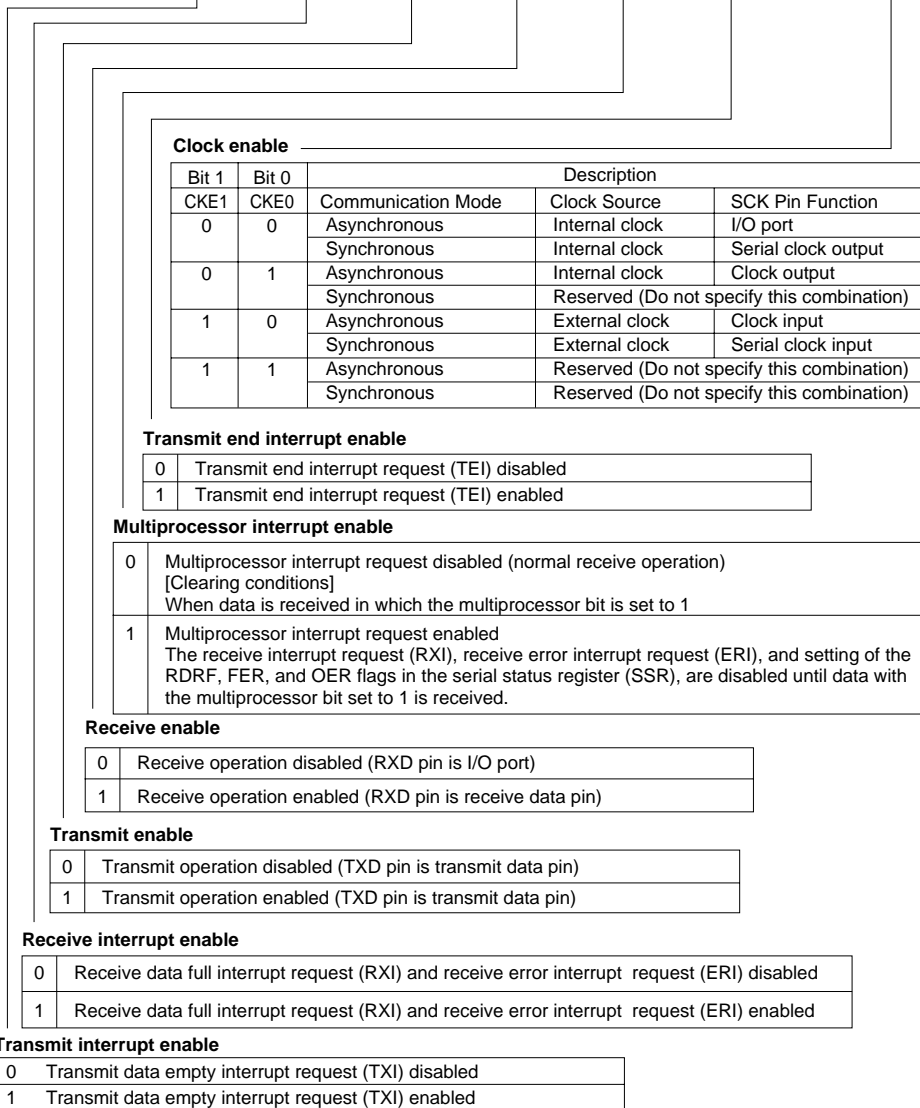 Clock enable
Bit 1 Bit 0 Description
CKE1 CKE0 Communication Mode Clock Source SCK Pin Function
0 0 Asynchronous Internal clock I/O port
Synchronous Internal clock Serial clock output
0 1 Asynchronous Internal clock Clock output
Synchronous Reserved (Do not specify this combination)
1 0 Asynchronous External clock Clock input
Synchronous External clock Serial clock input
1 1 Asynchronous Reserved (Do not specify this combination)
Synchronous Reserved (Do not specify this combination)
Transmit end interrupt enable
0 Transmit end interrupt request (TEI) disabled
1 Transmit end interrupt request (TEI) enabled
Multiprocessor interrupt enable
0 Multiprocessor interrupt request disabled (normal receive operation)
[Clearing conditions]
When data is received in which the multiprocessor bit is set to 1
1 Multiprocessor interrupt request enabled
The receive interrupt request (RXI), receive error interrupt request (ERI), and setting of the
RDRF, FER, and OER flags in the serial status register (SSR), are disabled until data with
the multiprocessor bit set to 1 is received.
Receive enable
0 Receive operation disabled (RXD pin is I/O port)
1 Receive operation enabled (RXD pin is receive data pin)
Transmit enable
0 Transmit operation disabled (TXD pin is transmit data pin)
1 Transmit operation enabled (TXD pin is transmit data pin)
Receive interrupt enable
0 Receive data full interrupt request (RXI) and receive error interrupt request (ERI) disabled
1 Receive data full interrupt request (RXI) and receive error interrupt request (ERI) enabled
Transmit interrupt enable
0 Transmit data empty interrupt request (TXI) disabled
1 Transmit data empty interrupt request (TXI) enabled